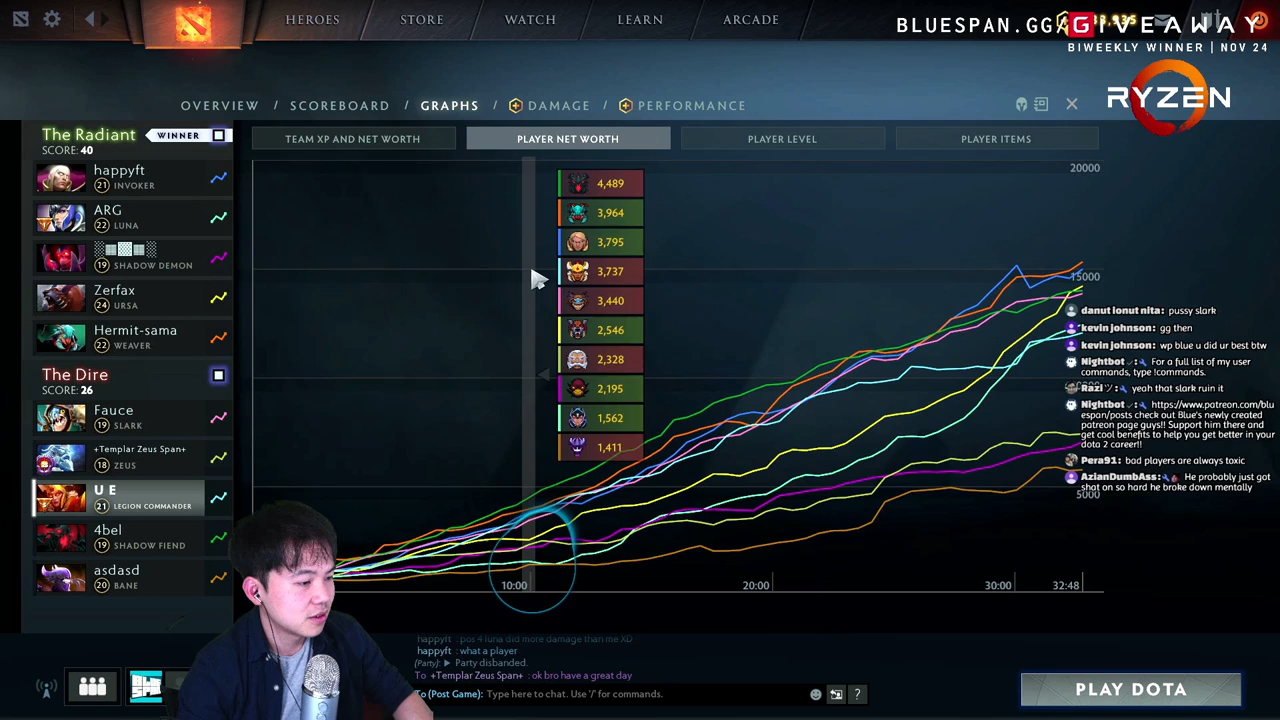 HEROES
STORE
WATCH
LEARN
ARCADE
BLUESPAN.GG/GIVEAWAY
BIWEEKLY WINNER | NOV 24
RYZEN
OVERVIEW / SCOREBOARD / GRAPHS / DAMAGE / PERFORMANCE
The Radiant
WINNER
SCORE: 40
happyft
21 INVOKER
ARG
22 LUNA
19 SHADOW DEMON
Zerfax
24 URSA
Hermit-sama
22 WEAVER
The Dire
SCORE: 26
Fauce
19 SLARK
+Templar Zeus Span+
18 ZEUS
U E
21 LEGION COMMANDER
4bel
19 SHADOW FIEND
asdasd
20 BANE
TEAM XP AND NET WORTH
PLAYER NET WORTH
PLAYER LEVEL
PLAYER ITEMS
4,489
3,964
3,795
3,737
3,440
2,546
2,328
2,195
1,562
1,411
20000
15000
5000
10:00
20:00
30:00
32:48
danut ionut nita: pussy slark
kevin johnson: gg then
kevin johnson: wp blue u did ur best btw
Nightbot: For a full list of my user
commands, type !commands.
Razi: yeah that slark ruin it
Nightbot: https://www.patreon.com/blu
espan/posts check out Blue's newly created
patreon page guys!! Support him there and
get cool benefits to help you get better in your
dota 2 career!!
Pera91: bad players are always toxic
AzianDumbAss: He probably just got
shat on so hard he broke down mentally
happyft : pos 4 luna did more damage than me XD
happyft : what a player
(Party): Party disbanded.
To +Templar Zeus Span+ : ok bro have a great day
To (Post Game): Type here to chat. Use '/' for commands.
?
PLAY DOTA